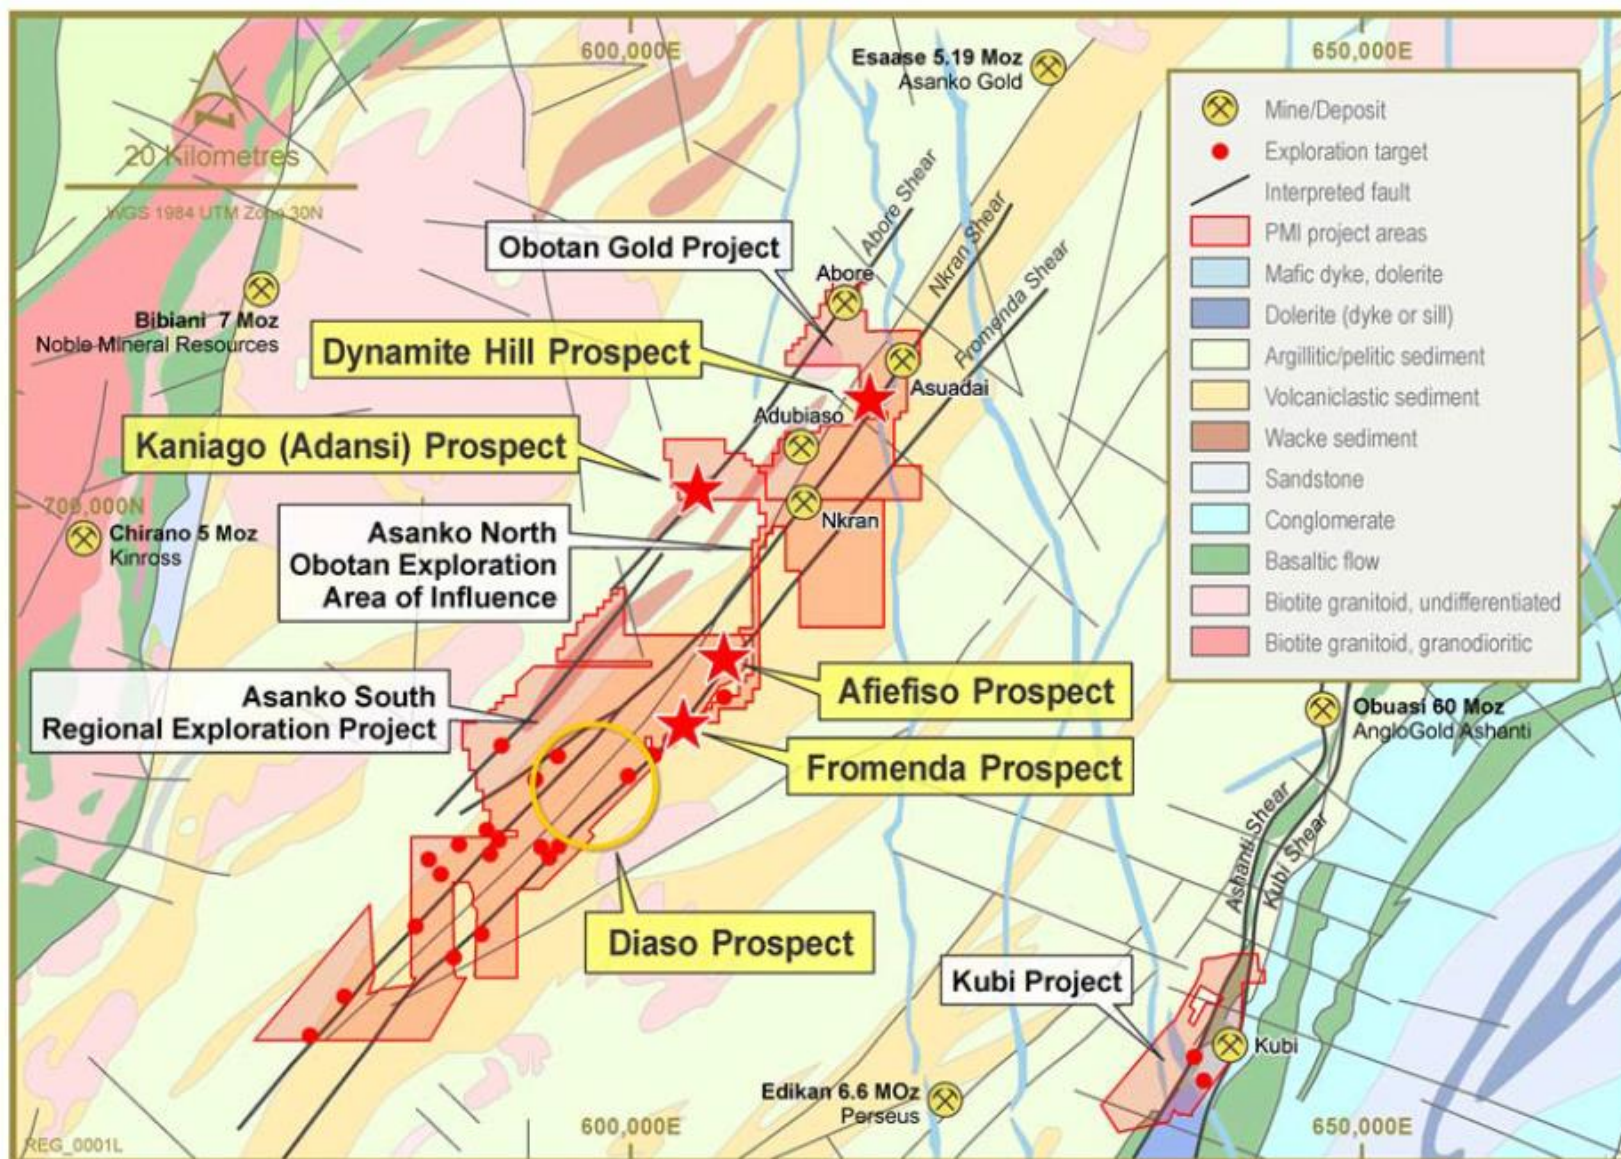 600,000E
650,000E
Esaase 5.19 Moz
Asanko Gold
20 Kilometres
WGS 1984 UTM Zone 30N
Mine/Deposit
Exploration target
Interpreted fault
PMI project areas
Mafic dyke, dolerite
Dolerite (dyke or sill)
Argillitic/pelitic sediment
Volcaniclastic sediment
Wacke sediment
Sandstone
Conglomerate
Basaltic flow
Biotite granitoid, undifferentiated
Biotite granitoid, granodioritic
Abore Shear
Nkran Shear
Fromenda Shear
Obotan Gold Project
Abore
Bibiani 7 Moz
Noble Mineral Resources
Dynamite Hill Prospect
Asuadai
Adubiaso
Kaniago (Adansi) Prospect
700,000N
Nkran
Chirano 5 Moz
Kinross
Asanko North
Obotan Exploration
Area of Influence
Afiefiso Prospect
Asanko South
Regional Exploration Project
Obuasi 60 Moz
AngloGold Ashanti
Fromenda Prospect
Ashanti Shear
Kubi Shear
Diaso Prospect
Kubi Project
Kubi
Edikan 6.6 MOz
Perseus
600,000E
650,000E
REG_0001L